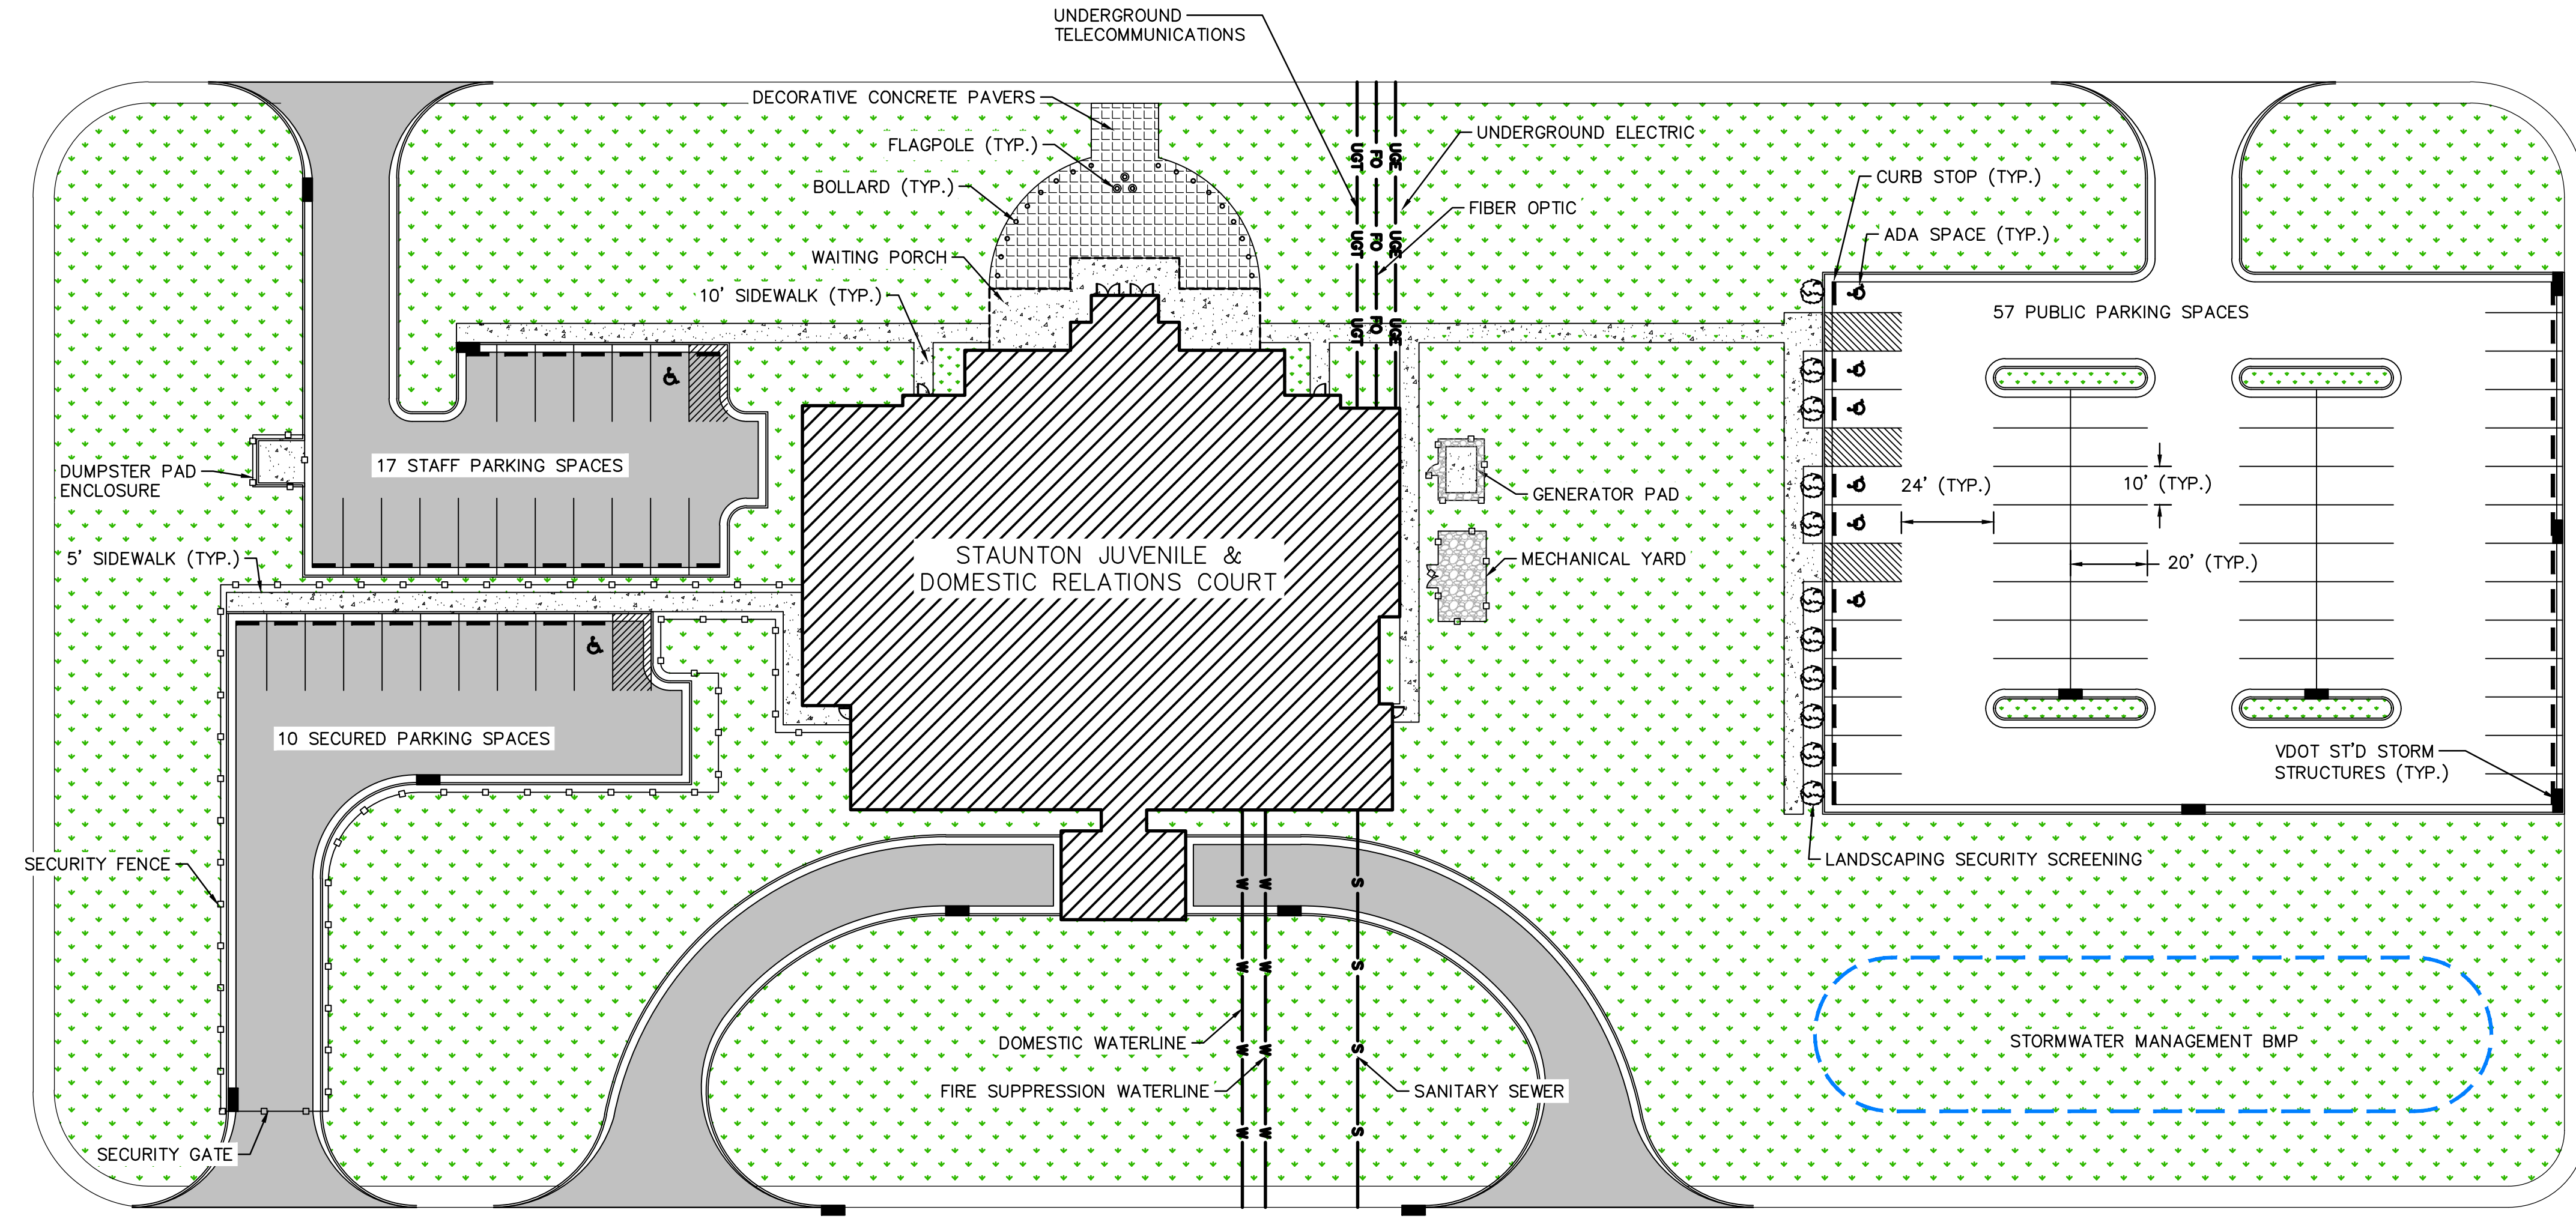 UNDERGROUND
TELECOMMUNICATIONS
DECORATIVE CONCRETE PAVERS
FLAGPOLE (TYP.)
UNDERGROUND ELECTRIC
UGT FO UGE
BOLLARD (TYP.)
CURB STOP (TYP.)
FIBER OPTIC
ADA SPACE (TYP.)
UGT FO UGE
WAITING PORCH
10' SIDEWALK (TYP.)
57 PUBLIC PARKING SPACES
UGT FO UGE
17 STAFF PARKING SPACES
DUMPSTER PAD
ENCLOSURE
24' (TYP.)
10' (TYP.)
GENERATOR PAD
5' SIDEWALK (TYP.)
STAUNTON JUVENILE &
DOMESTIC RELATIONS COURT
MECHANICAL YARD
20' (TYP.)
10 SECURED PARKING SPACES
VDOT ST'D STORM
STRUCTURES (TYP.)
SECURITY FENCE
LANDSCAPING SECURITY SCREENING
W W S
W W S
DOMESTIC WATERLINE
W W S
STORMWATER MANAGEMENT BMP
FIRE SUPPRESSION WATERLINE
SANITARY SEWER
W W S
SECURITY GATE